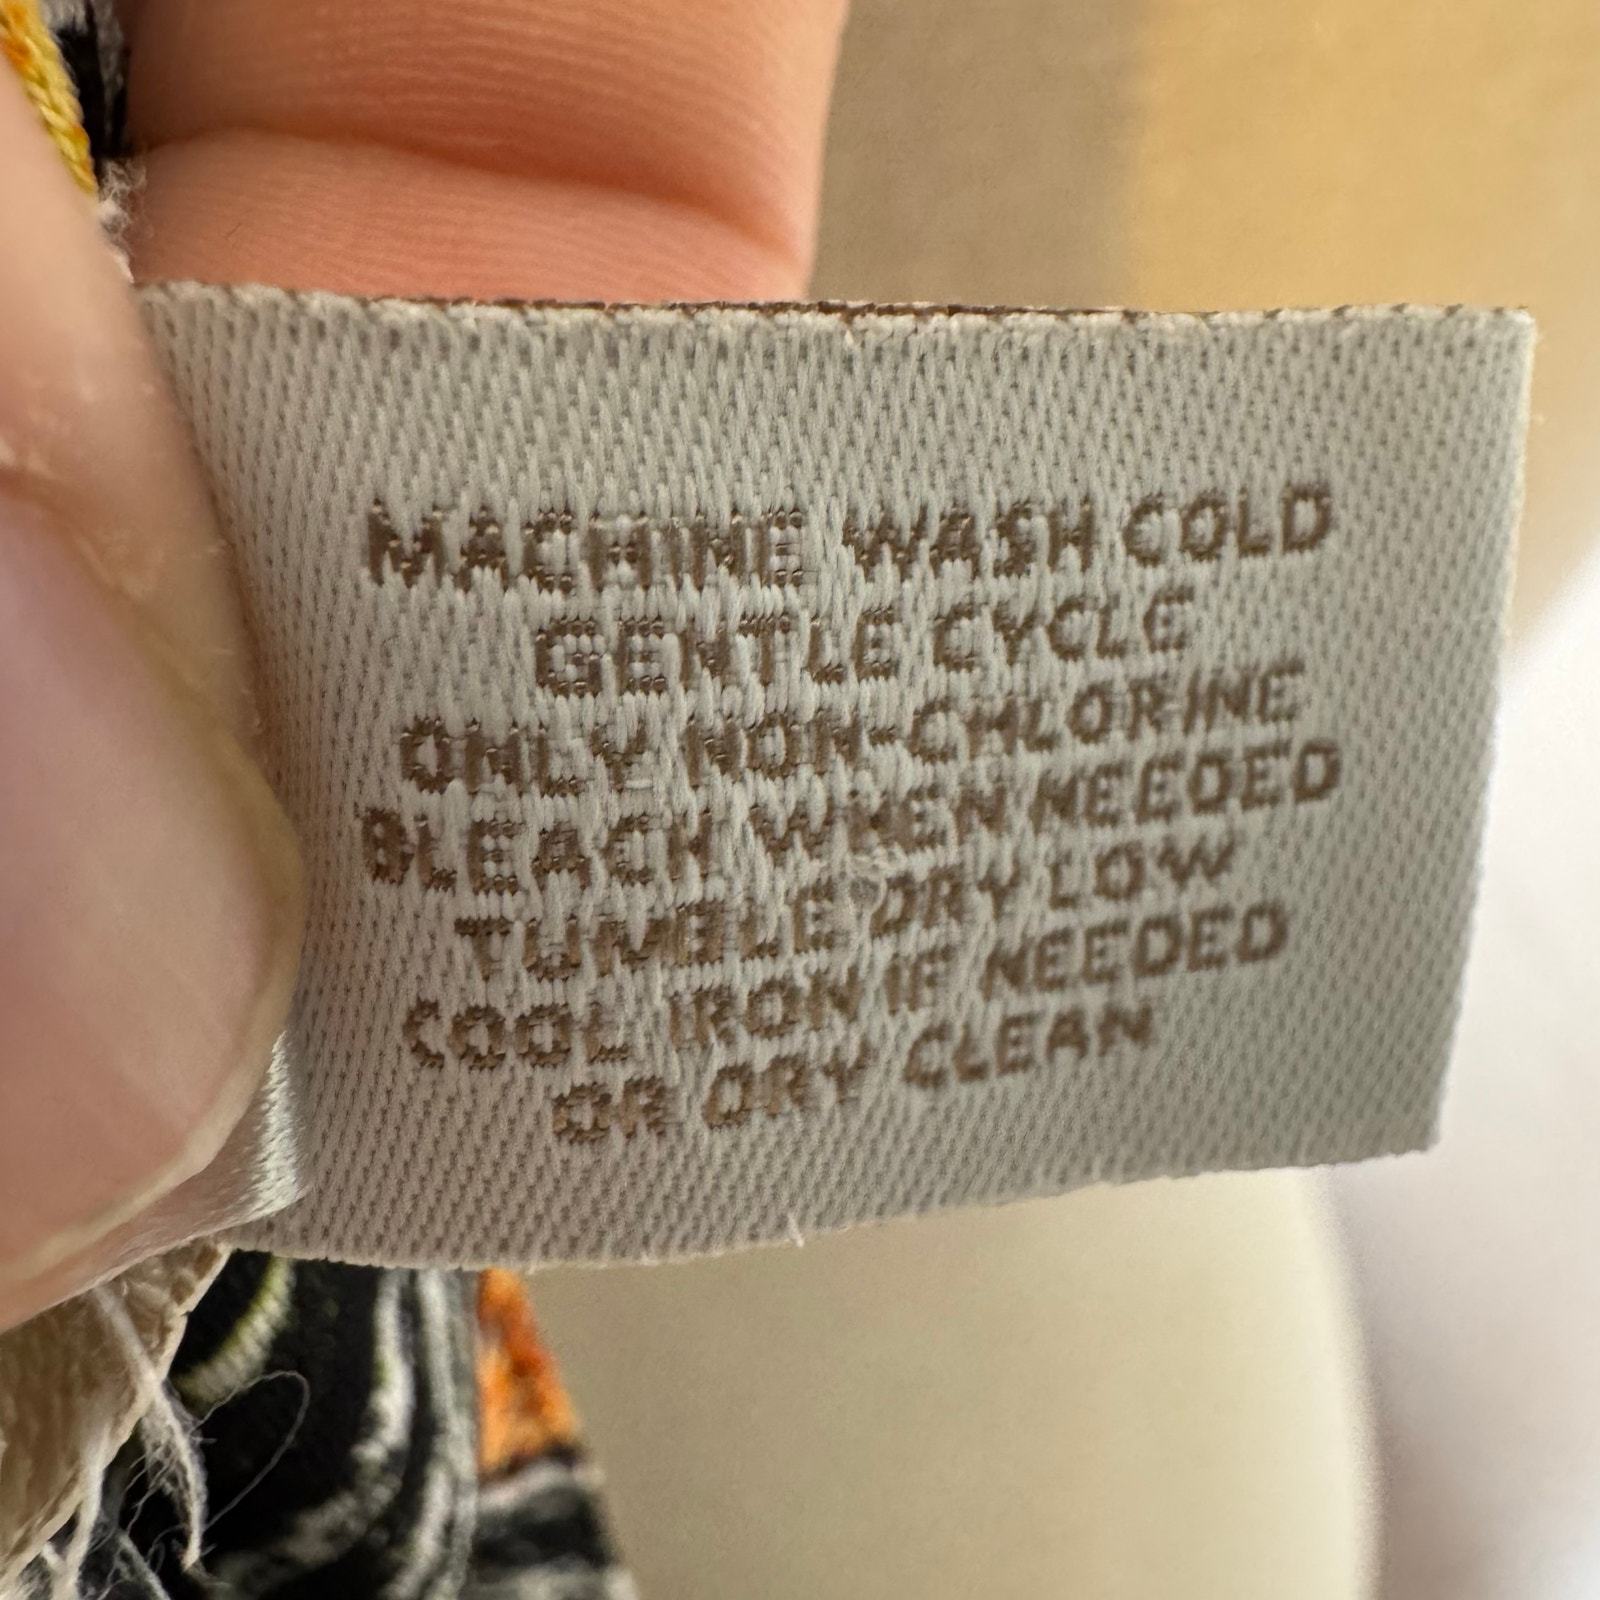 MACHINE WASH COLD
GENTLE CYCLE
ONLY NON-CHLORINE
BLEACH WHEN NEEDED
TUMBLE DRY LOW
COOL IRON IF NEEDED
OR DRY CLEAN